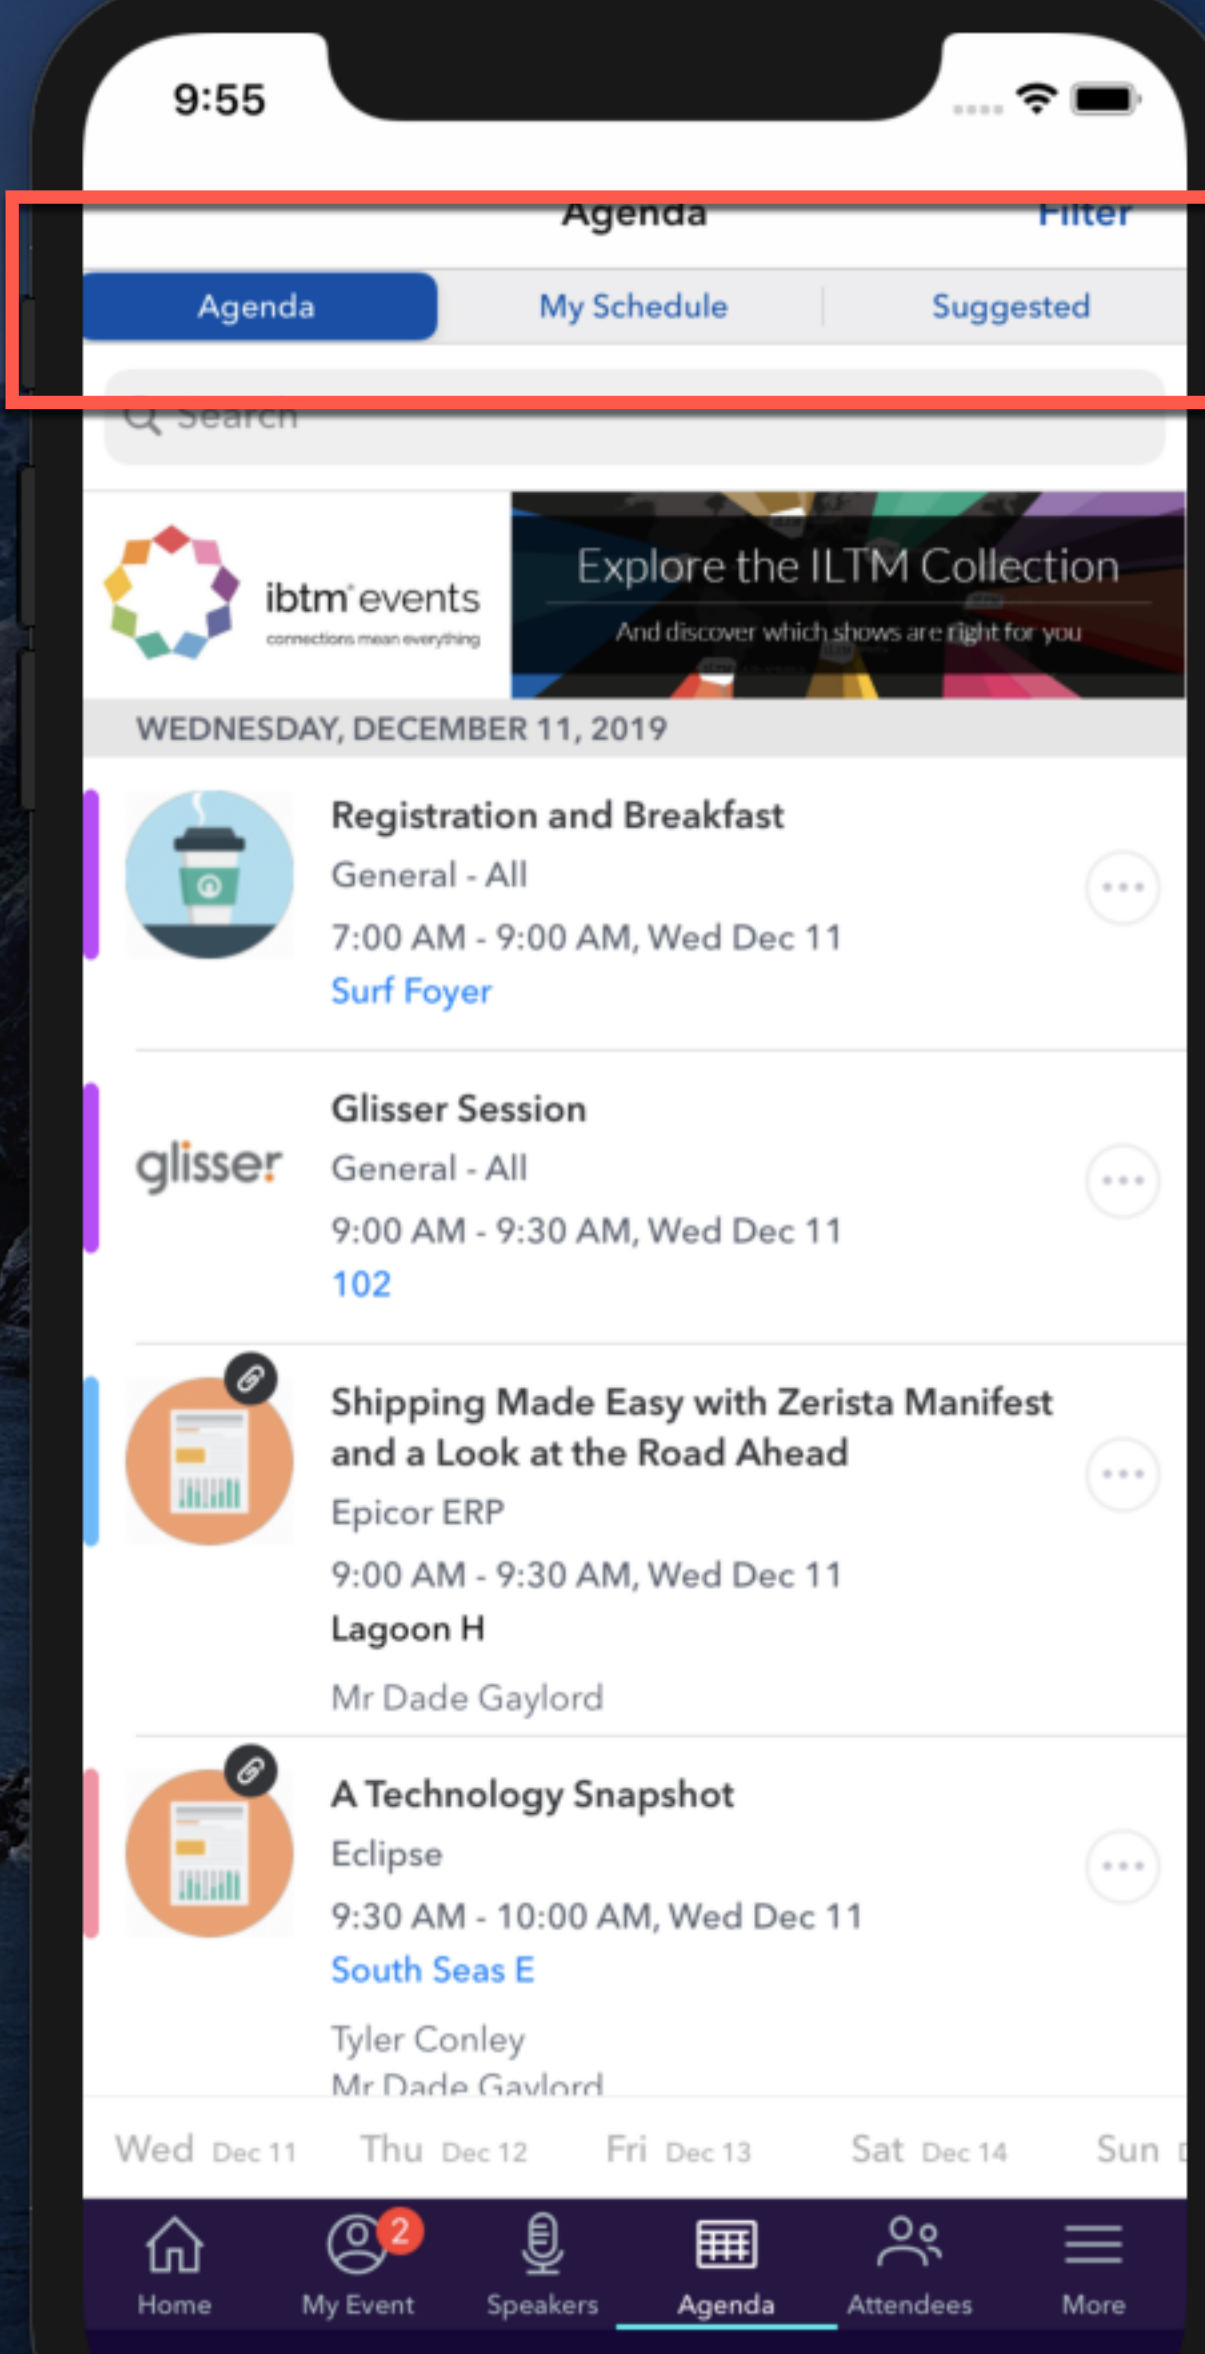 9:55
Agenda Filter
Agenda My Schedule Suggested
Search
ibtm events
connections mean everything
Explore the ILTM Collection
And discover which shows are right for you
WEDNESDAY, DECEMBER 11, 2019
Registration and Breakfast
General - All
7:00 AM - 9:00 AM, Wed Dec 11
Surf Foyer
glisser
Glisser Session
General - All
9:00 AM - 9:30 AM, Wed Dec 11
102
Shipping Made Easy with Zerista Manifest
and a Look at the Road Ahead
Epicor ERP
9:00 AM - 9:30 AM, Wed Dec 11
Lagoon H
Mr Dade Gaylord
A Technology Snapshot
Eclipse
9:30 AM - 10:00 AM, Wed Dec 11
South Seas E
Tyler Conley
Mr Dade Gaylord
Wed Dec 11 Thu Dec 12 Fri Dec 13 Sat Dec 14 Sun
2
Home My Event Speakers Agenda Attendees More